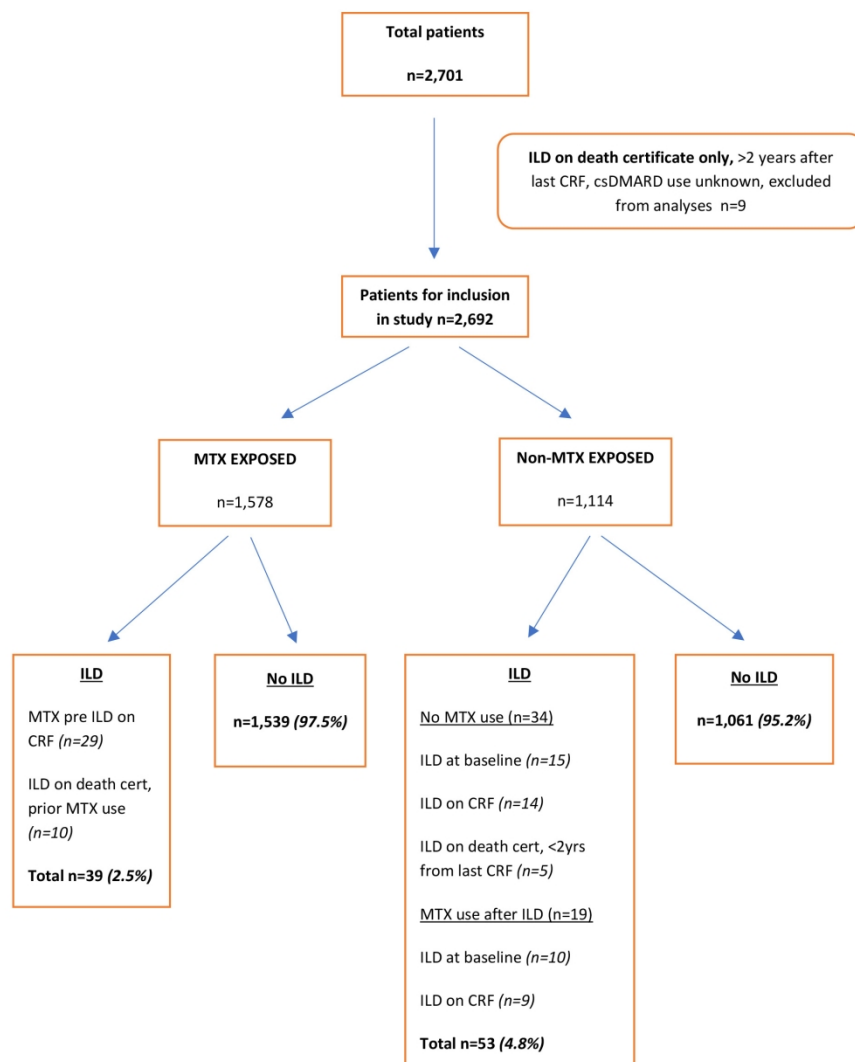 Total patients
n=2,701
ILD on death certificate only, >2 years after
last CRF, csDMARD use unknown, excluded
from analyses n=9
Patients for inclusion
in study n=2,692
MTX EXPOSED
n=1,578
Non-MTX EXPOSED
n=1,114
ILD
MTX pre ILD on
CRF (n=29)
ILD on death cert,
prior MTX use
(n=10)
Total n=39 (2.5%)
No ILD
n=1,539 (97.5%)
ILD
No MTX use (n=34)
ILD at baseline (n=15)
ILD on CRF (n=14)
ILD on death cert, <2yrs
from last CRF (n=5)
MTX use after ILD (n=19)
ILD at baseline (n=10)
ILD on CRF (n=9)
Total n=53 (4.8%)
No ILD
n=1,061 (95.2%)